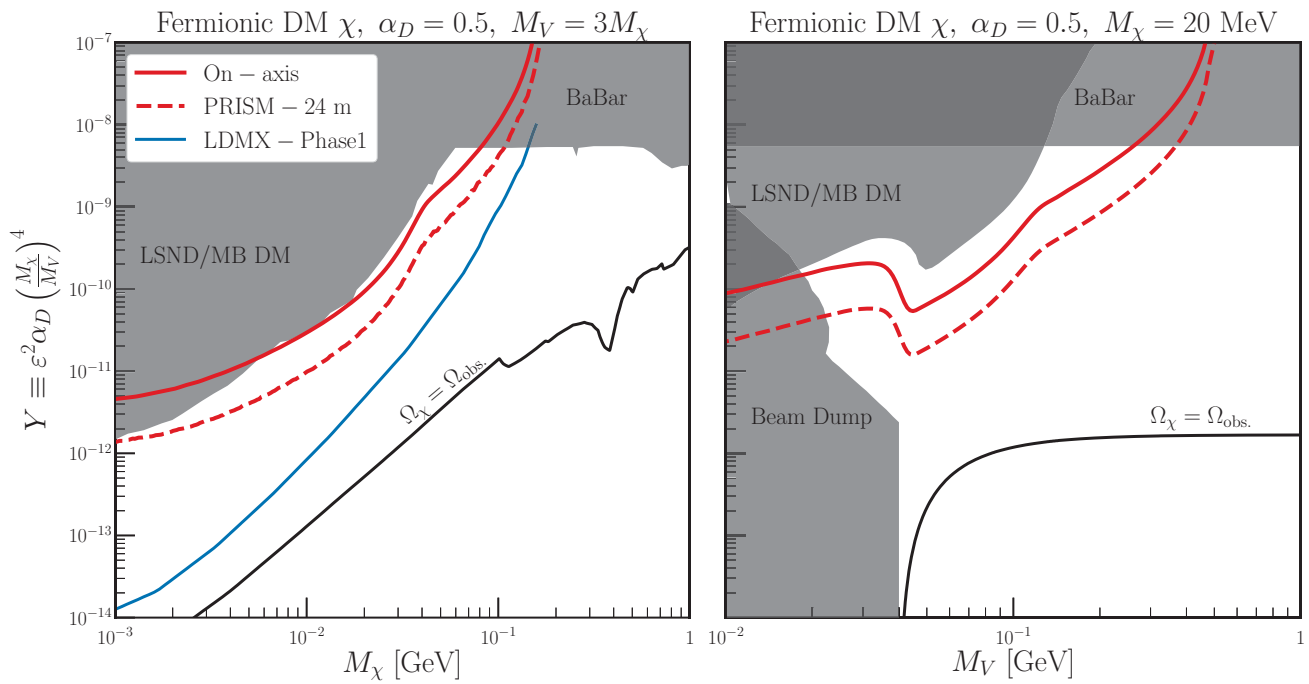 Fermionic DM χ, α_D = 0.5, M_V = 3M_χ
Y ≡ ε²α_D (M_χ/M_V)⁴
10⁻⁷
10⁻⁸
10⁻⁹
10⁻¹⁰
10⁻¹¹
10⁻¹²
10⁻¹³
10⁻¹⁴
On − axis
PRISM − 24 m
LDMX − Phase1
BaBar
LSND/MB DM
Ω_χ = Ω_obs.
10⁻³
10⁻²
10⁻¹
1
M_χ [GeV]
Fermionic DM χ, α_D = 0.5, M_χ = 20 MeV
BaBar
LSND/MB DM
Beam Dump
Ω_χ = Ω_obs.
10⁻²
10⁻¹
1
M_V [GeV]